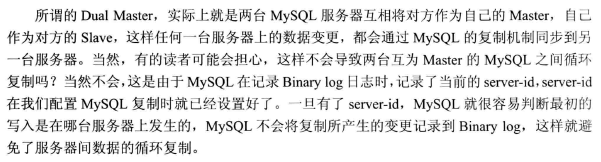 所谓的 Dual Master，实际上就是两台 MySQL 服务器互相将对方作为自己的 Master，自己
作为对方的 Slave，这样任何一台服务器上的数据变更，都会通过 MySQL 的复制机制同步到另
一台服务器。当然，有的读者可能会担心，这样不会导致两台互为 Master 的 MySQL 之间循环
复制吗？当然不会，这是由于 MySQL 在记录 Binary log 日志时，记录了当前的 server-id，server-id
在我们配置 MySQL 复制时就已经设置好了。一旦有了 server-id，MySQL 就很容易判断最初的
写入是在哪台服务器上发生的，MySQL 不会将复制所产生的变更记录到 Binary log，这样就避
免了服务器间数据的循环复制。